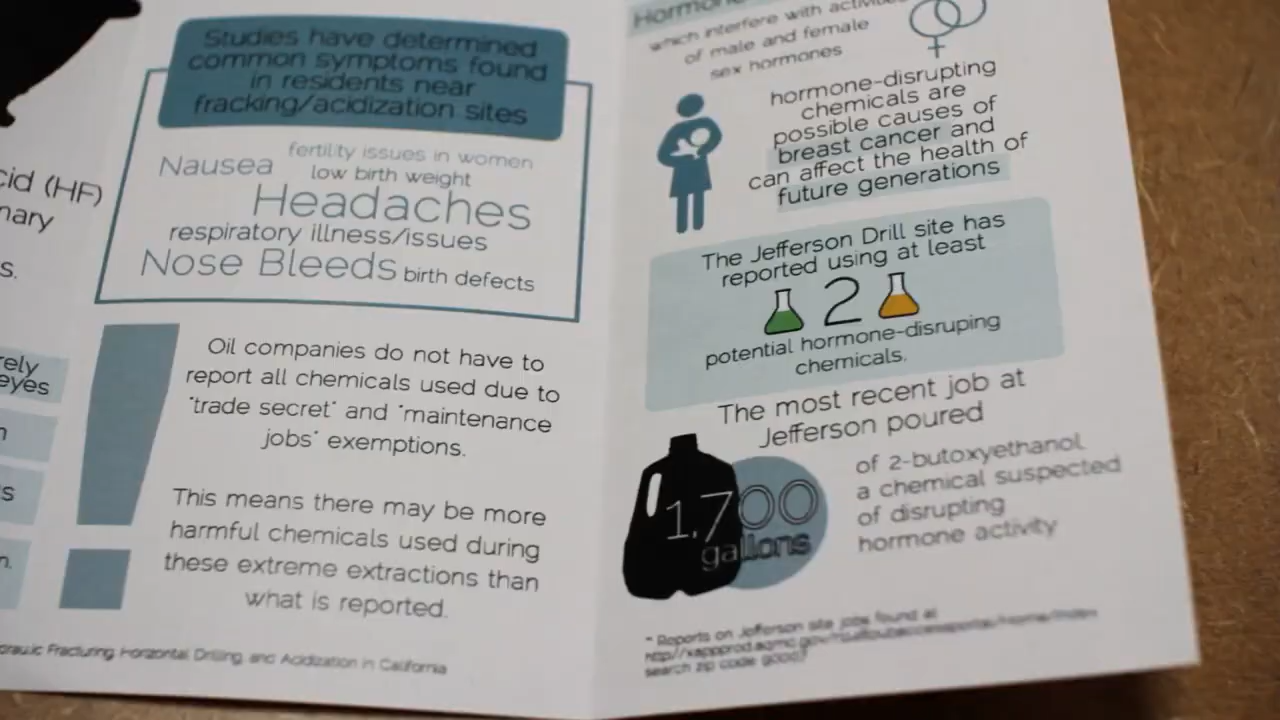 cid (HF)
nary
s.
rely
eyes
n
s
n.
Studies have determined
common symptoms found
in residents near
fracking/acidization sites
fertility issues in women
Nausea
low birth weight
Headaches
respiratory illness/issues
Nose Bleeds birth defects
Oil companies do not have to
report all chemicals used due to
"trade secret" and "maintenance
jobs" exemptions.
This means there may be more
harmful chemicals used during
these extreme extractions than
what is reported.
draulic Fracturing, Horizontal Drilling, and Acidization in California
Hormone
which interfere with activities
of male and female
sex hormones
hormone-disrupting
chemicals are
possible causes of
breast cancer and
can affect the health of
future generations
The Jefferson Drill site has
reported using at least
2
potential hormone-disruping
chemicals.
The most recent job at
Jefferson poured
1,700
gallons
of 2-butoxyethanol
a chemical suspected
of disrupting
hormone activity
* Reports on Jefferson site jobs found at
search zip code 90007